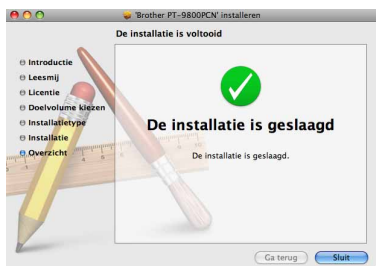 'Brother PT-9800PCN' installeren
De installatie is voltooid
Introductie
Leesmij
Licentie
Doelvolume kiezen
Installatietype
Installatie
Overzicht
De installatie is geslaagd
De installatie is geslaagd.
Ga terug
Sluit